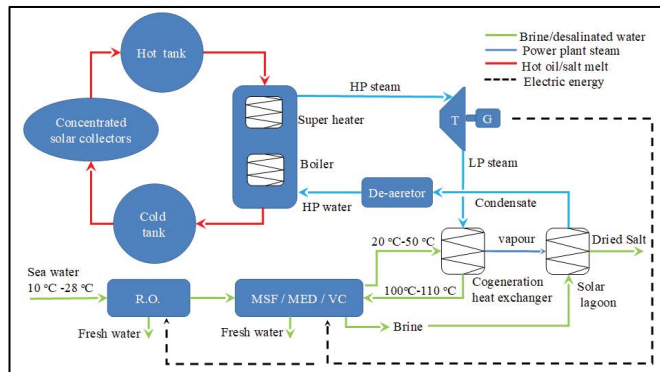 Brine/desalinated water
Power plant steam
Hot oil/salt melt
Electric energy
Hot tank
HP steam
Concentrated
solar collectors
Super heater
T
G
Boiler
LP steam
De-aeretor
HP water
Condensate
Cold
tank
20 °C-50 °C
vapour
Dried Salt
Sea water
10 °C -28 °C
R.O.
MSF / MED / VC
100°C-110 °C
Cogeneration
heat exchanger
Solar
lagoon
Fresh water
Fresh water
Brine